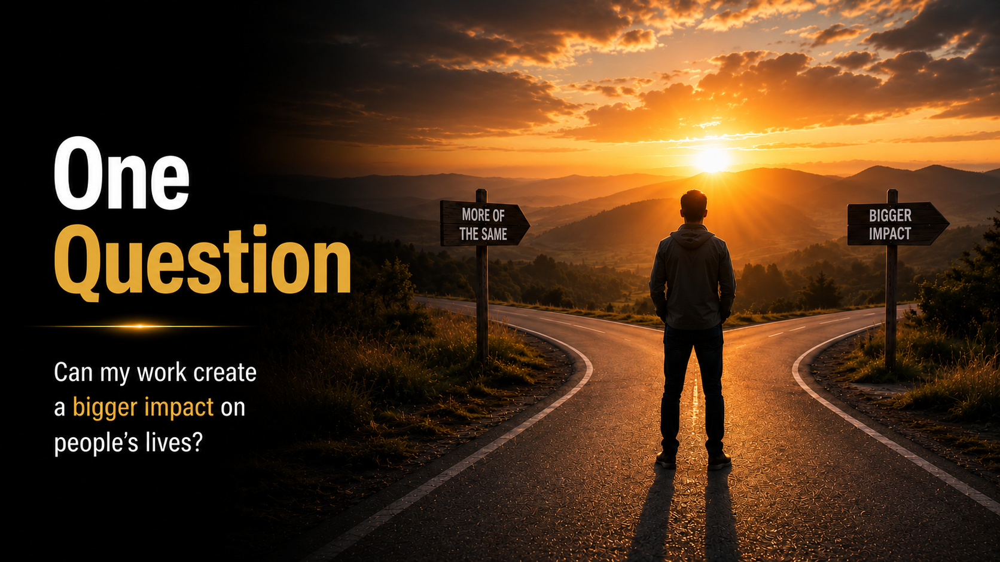 One
Question
Can my work create
a bigger impact on
people's lives?
MORE OF
THE SAME
BIGGER
IMPACT